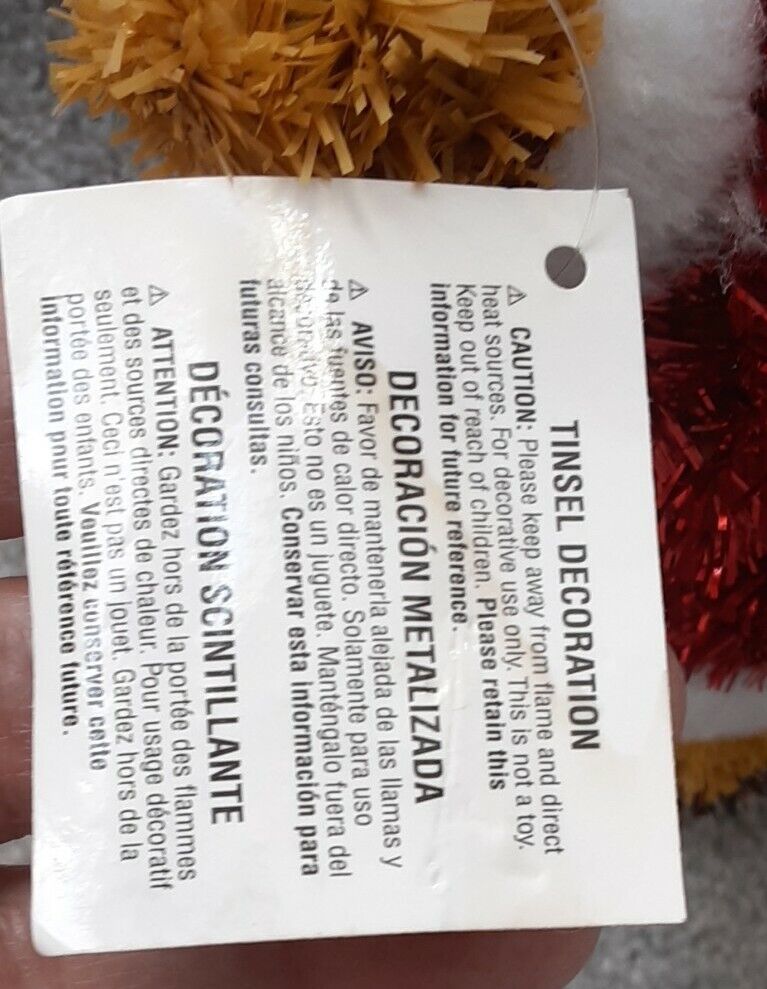 TINSEL DECORATION
⚠ CAUTION: Please keep away from flame and direct
heat sources. For decorative use only. This is not a toy.
Keep out of reach of children. Please retain this
information for future reference.
DECORACIÓN METALIZADA
⚠ AVISO: Favor de mantenerla alejada de las llamas y
de las fuentes de calor directo. Solamente para uso
decorativo. Esto no es un juguete. Manténgalo fuera del
alcance de los niños. Conservar esta información para
futuras consultas.
DÉCORATION SCINTILLANTE
⚠ ATTENTION: Gardez hors de la portée des flammes
et des sources directes de chaleur. Pour usage décoratif
seulement. Ceci n'est pas un jouet. Gardez hors de la
portée des enfants. Veuillez conserver cette
information pour toute référence future.